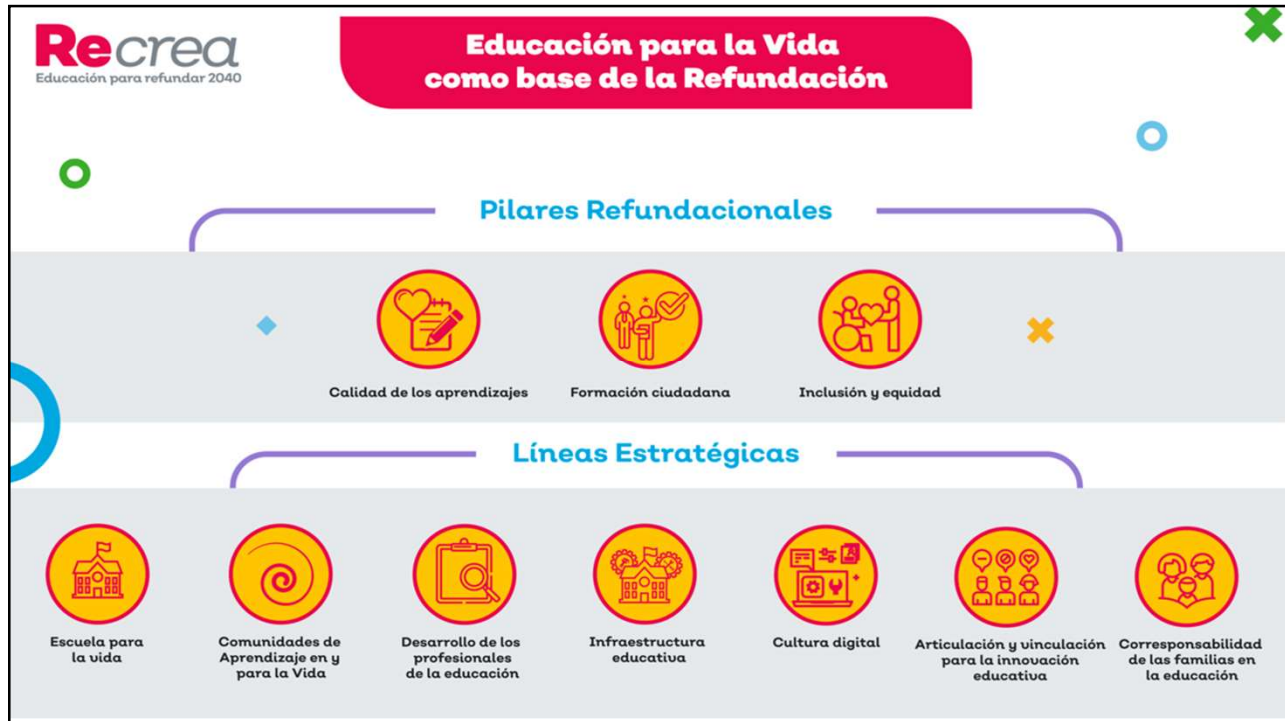 Recrea
Educación para refundar 2040
Educación para la Vida
como base de la Refundación
Pilares Refundacionales
Calidad de los aprendizajes
Formación ciudadana
Inclusión y equidad
Líneas Estratégicas
Escuela para
la vida
Comunidades de
Aprendizaje en y
para la Vida
Desarrollo de los
profesionales
de la educación
Infraestructura
educativa
Cultura digital
Articulación y vinculación
para la innovación
educativa
Corresponsabilidad
de las familias en
la educación